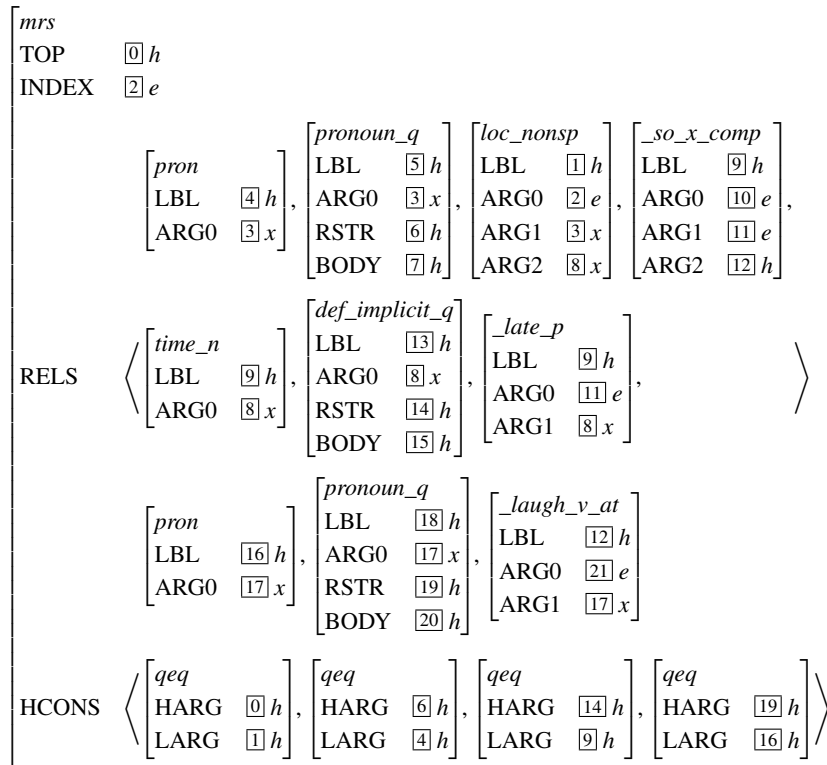 mrs
TOP 0 h
INDEX 2 e
pron
LBL 4 h
ARG0 3 x
,
pronoun_q
LBL 5 h
ARG0 3 x
RSTR 6 h
BODY 7 h
,
loc_nonsp
LBL 1 h
ARG0 2 e
ARG1 3 x
ARG2 8 x
,
_so_x_comp
LBL 9 h
ARG0 10 e
ARG1 11 e
ARG2 12 h
,
RELS
time_n
LBL 9 h
ARG0 8 x
,
def_implicit_q
LBL 13 h
ARG0 8 x
RSTR 14 h
BODY 15 h
,
_late_p
LBL 9 h
ARG0 11 e
ARG1 8 x
,
pron
LBL 16 h
ARG0 17 x
,
pronoun_q
LBL 18 h
ARG0 17 x
RSTR 19 h
BODY 20 h
,
_laugh_v_at
LBL 12 h
ARG0 21 e
ARG1 17 x
HCONS
qeq
HARG 0 h
LARG 1 h
,
qeq
HARG 6 h
LARG 4 h
,
qeq
HARG 14 h
LARG 9 h
,
qeq
HARG 19 h
LARG 16 h